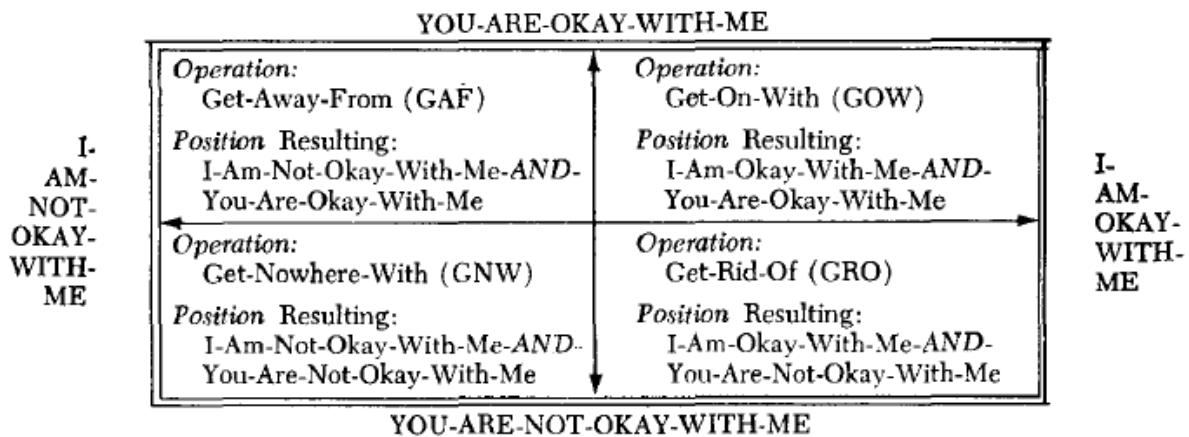 YOU-ARE-OKAY-WITH-ME
I-
AM-
NOT-
OKAY-
WITH-
ME
Operation:
Get-Away-From (GAF)
Position Resulting:
I-Am-Not-Okay-With-Me-AND-
You-Are-Okay-With-Me
Operation:
Get-On-With (GOW)
Position Resulting:
I-Am-Okay-With-Me-AND-
You-Are-Okay-With-Me
Operation:
Get-Nowhere-With (GNW)
Position Resulting:
I-Am-Not-Okay-With-Me-AND-
You-Are-Not-Okay-With-Me
Operation:
Get-Rid-Of (GRO)
Position Resulting:
I-Am-Okay-With-Me-AND-
You-Are-Not-Okay-With-Me
I-
AM-
OKAY-
WITH-
ME
YOU-ARE-NOT-OKAY-WITH-ME